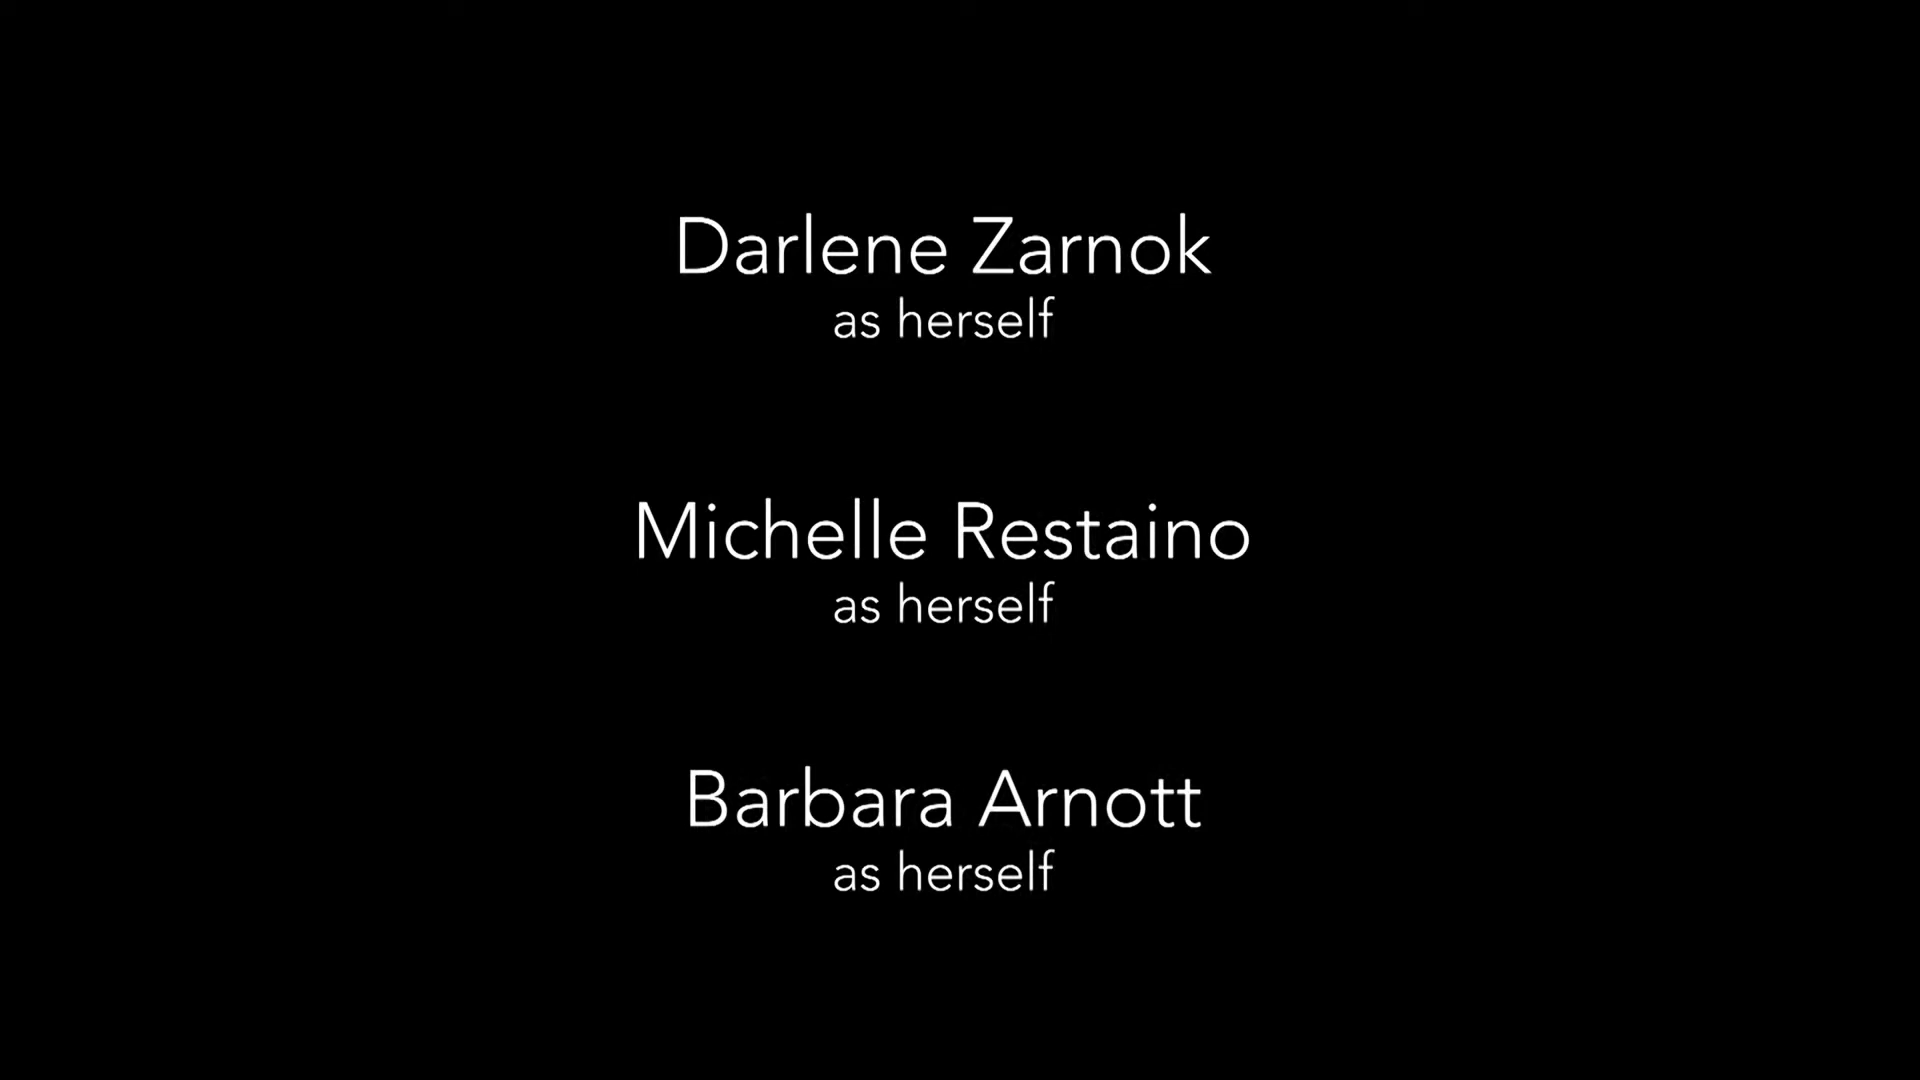 Darlene Zarnok
as herself
Michelle Restaino
as herself
Barbara Arnott
as herself